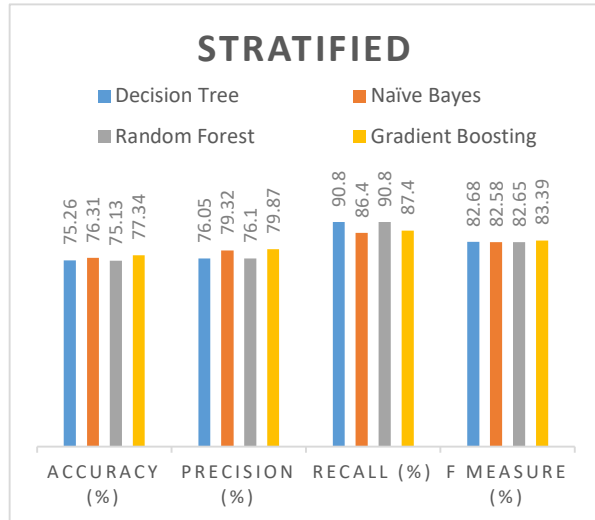 STRATIFIED
Decision Tree
Naïve Bayes
Random Forest
Gradient Boosting
75.26
76.31
75.13
77.34
76.05
79.32
76.1
79.87
90.8
86.4
90.8
87.4
82.68
82.58
82.65
83.39
ACCURACY
(%)
PRECISION
(%)
RECALL (%)
F MEASURE
(%)